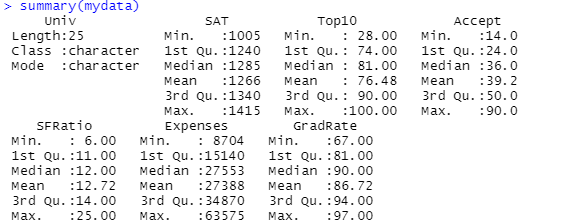 > summary(mydata)
Univ SAT Top10 Accept
Length:25 Min. :1005 Min. : 28.00 Min. :14.0
Class :character 1st Qu.:1240 1st Qu.: 74.00 1st Qu.:24.0
Mode :character Median :1285 Median : 81.00 Median :36.0
Mean :1266 Mean : 76.48 Mean :39.2
3rd Qu.:1340 3rd Qu.: 90.00 3rd Qu.:50.0
Max. :1415 Max. :100.00 Max. :90.0
SFRatio Expenses GradRate
Min. : 6.00 Min. : 8704 Min. :67.00
1st Qu.:11.00 1st Qu.:15140 1st Qu.:81.00
Median :12.00 Median :27553 Median :90.00
Mean :12.72 Mean :27388 Mean :86.72
3rd Qu.:14.00 3rd Qu.:34870 3rd Qu.:94.00
Max. :25.00 Max. :63575 Max. :97.00